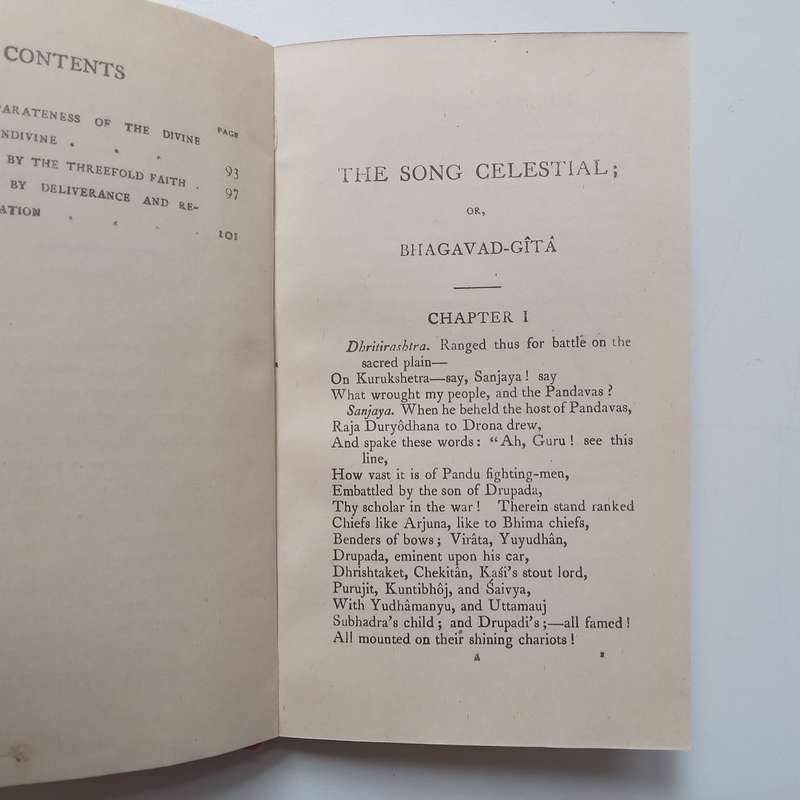 CONTENTS
PAGE
PARATENESS OF THE DIVINE
NDIVINE . . . 93
BY THE THREEFOLD FAITH . 97
BY DELIVERANCE AND RE-
ATION . . . . 101
THE SONG CELESTIAL;
OR,
BHAGAVAD-GÎTÂ
CHAPTER I
Dhritirashtra. Ranged thus for battle on the
sacred plain—
On Kurukshetra—say, Sanjaya! say
What wrought my people, and the Pandavas?
Sanjaya. When he beheld the host of Pandavas,
Raja Duryôdhana to Drona drew,
And spake these words: "Ah, Guru! see this
line,
How vast it is of Pandu fighting-men,
Embattled by the son of Drupada,
Thy scholar in the war! Therein stand ranked
Chiefs like Arjuna, like to Bhima chiefs,
Benders of bows; Virâta, Yuyudhân,
Drupada, eminent upon his car,
Dhrishtaket, Chekitân, Kaśi's stout lord,
Purujit, Kuntibhôj, and Śaivya,
With Yudhâmanyu, and Uttamauj
Subhadra's child; and Drupadi's;—all famed!
All mounted on their shining chariots!
A